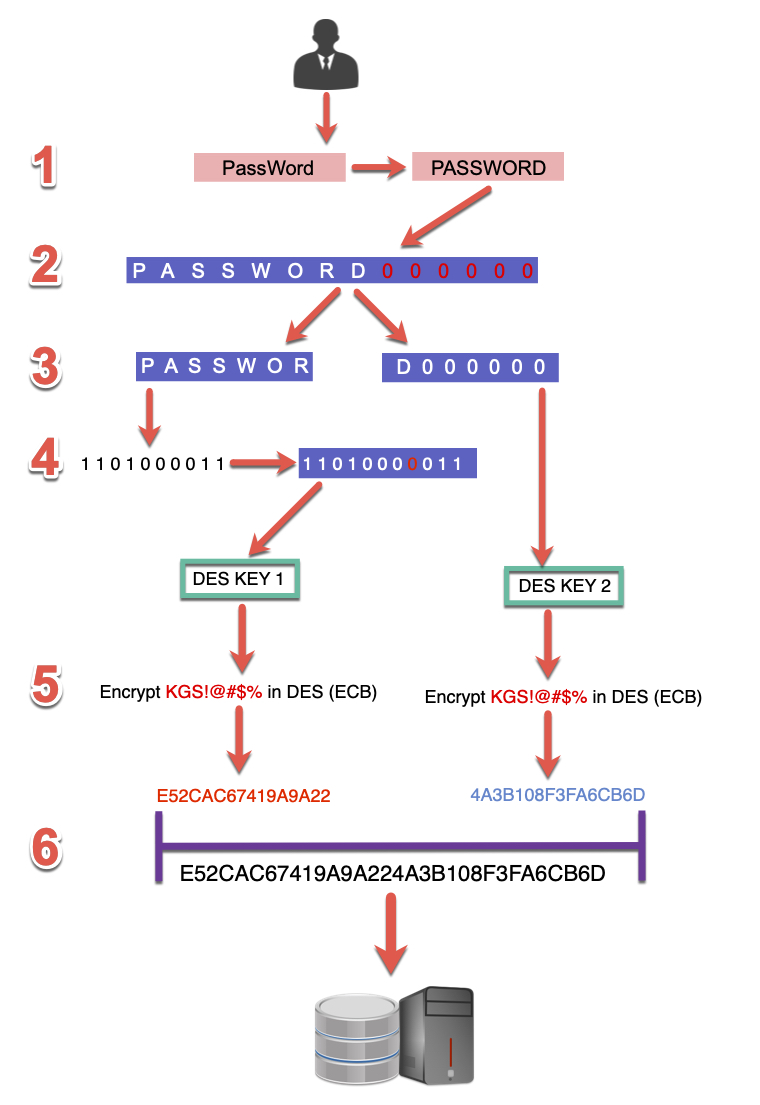 1
PassWord
PASSWORD
2
P A S S W O R D 0 0 0 0 0 0
3
P A S S W O R
D 0 0 0 0 0 0
4
1 1 0 1 0 0 0 0 1 1
1 1 0 1 0 0 0 0 0 1 1
DES KEY 1
DES KEY 2
5
Encrypt KGS!@#$% in DES (ECB)
Encrypt KGS!@#$% in DES (ECB)
E52CAC67419A9A22
4A3B108F3FA6CB6D
6
E52CAC67419A9A224A3B108F3FA6CB6D